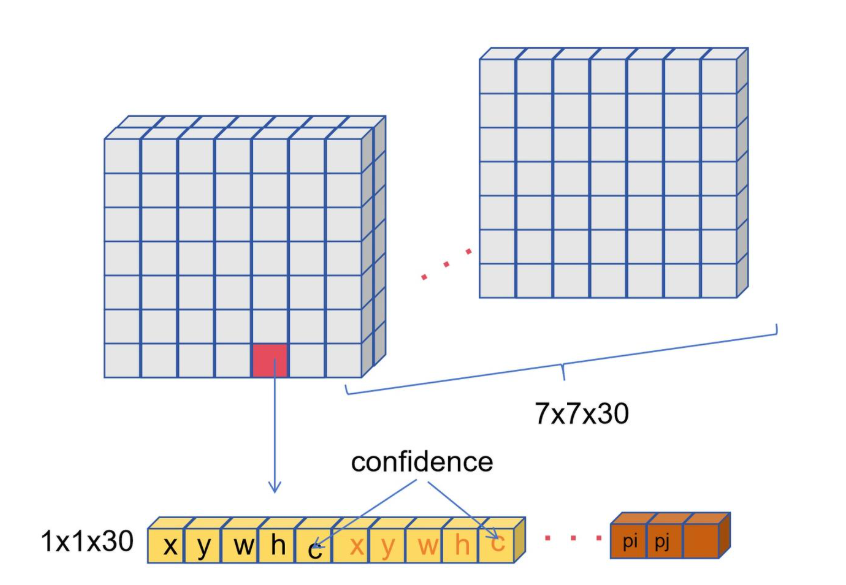 7x7x30
confidence
1x1x30 x y w h c x y w h c pi pj